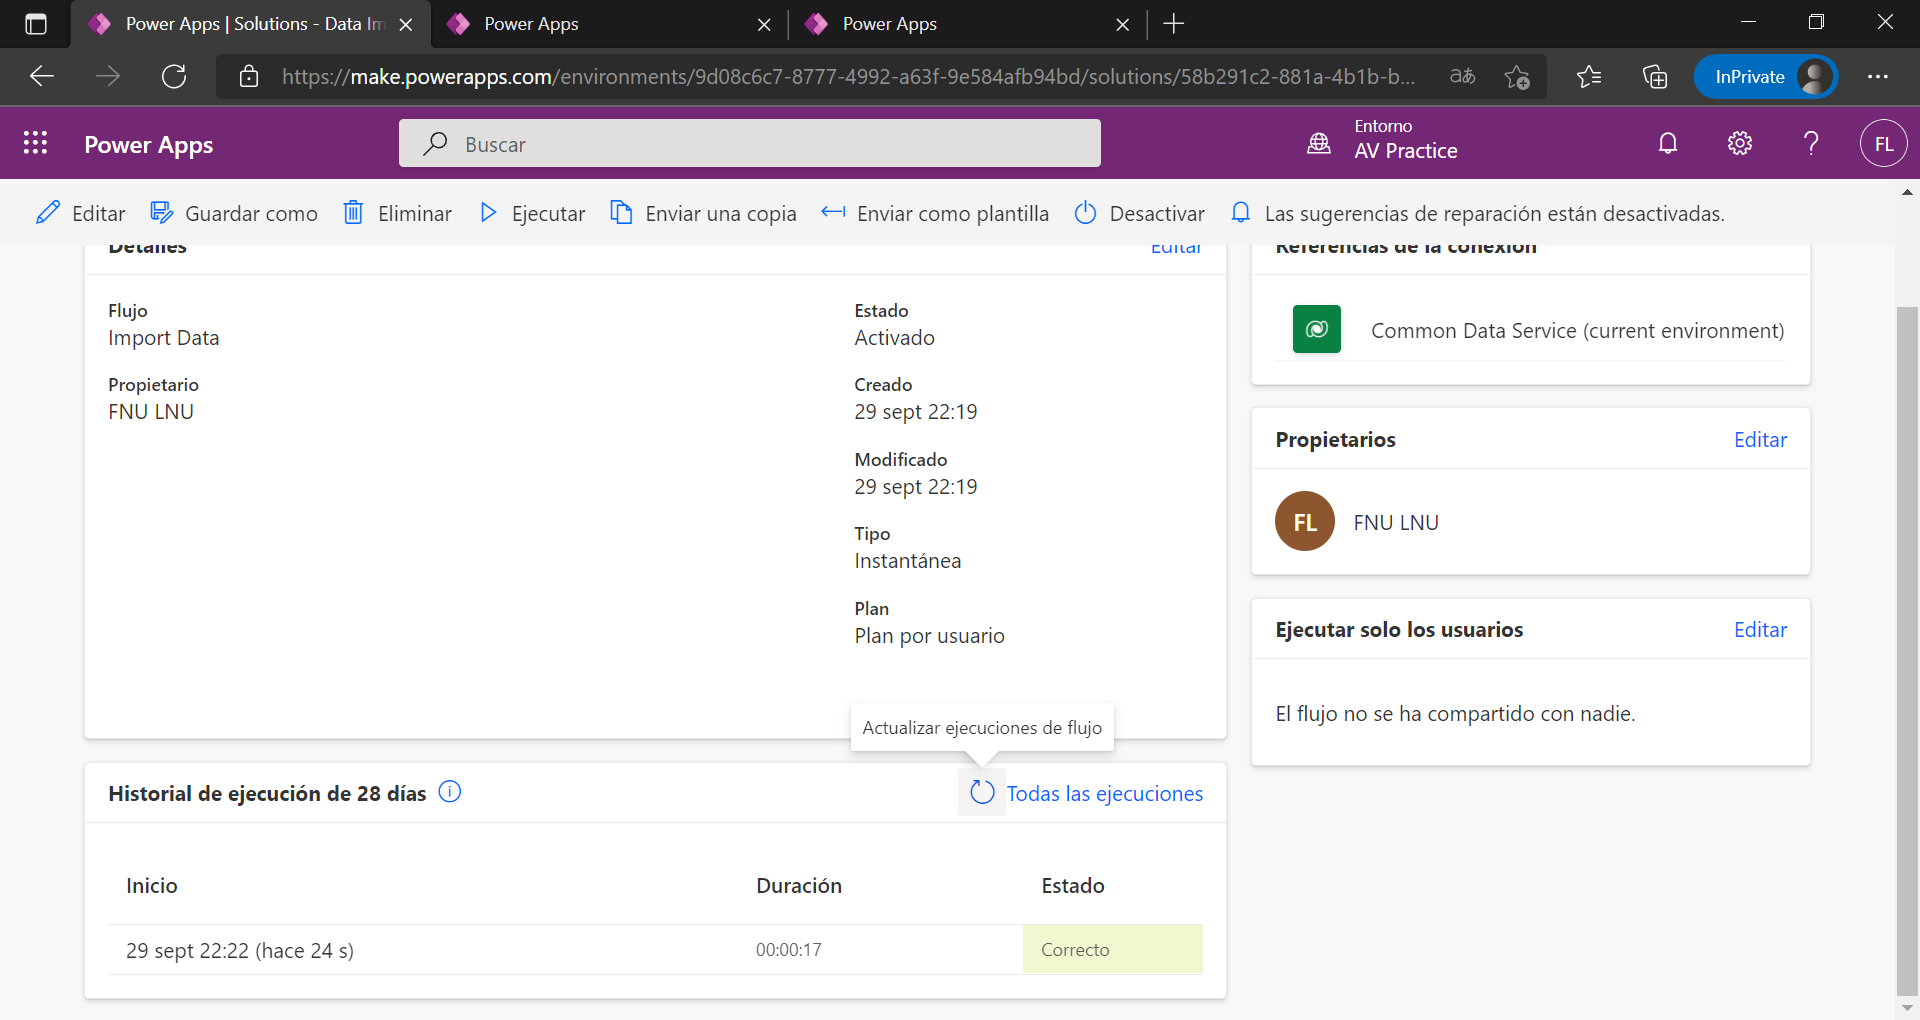 Power Apps | Solutions - Data Im
Power Apps
Power Apps
https://make.powerapps.com/environments/9d08c6c7-8777-4992-a63f-9e584afb94bd/solutions/58b291c2-881a-4b1b-b...
aあ
InPrivate
Power Apps
Buscar
Entorno
AV Practice
FL
Editar
Guardar como
Eliminar
Ejecutar
Enviar una copia
Enviar como plantilla
Desactivar
Las sugerencias de reparación están desactivadas.
Detalles
Editar
Flujo
Import Data
Propietario
FNU LNU
Estado
Activado
Creado
29 sept 22:19
Modificado
29 sept 22:19
Tipo
Instantánea
Plan
Plan por usuario
Referencias de la conexión
Common Data Service (current environment)
Propietarios
Editar
FL
FNU LNU
Ejecutar solo los usuarios
Editar
El flujo no se ha compartido con nadie.
Actualizar ejecuciones de flujo
Historial de ejecución de 28 días
Todas las ejecuciones
Inicio
Duración
Estado
29 sept 22:22 (hace 24 s)
00:00:17
Correcto